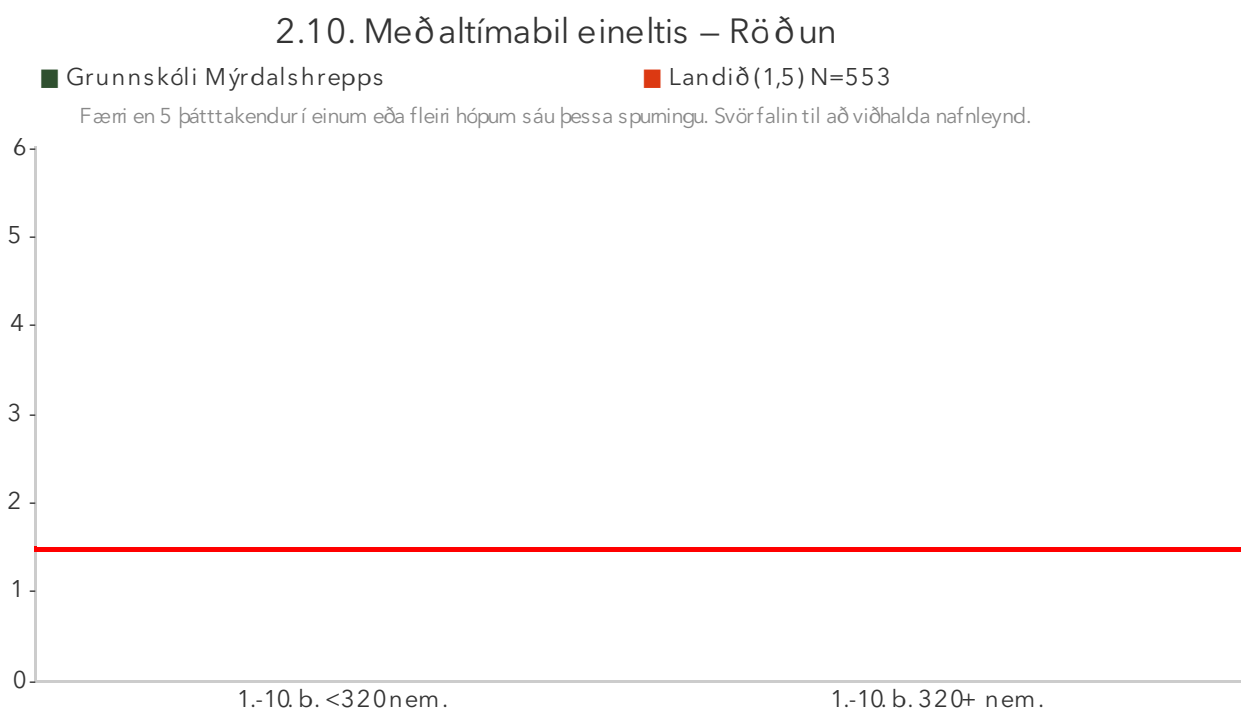 2.10. Meðaltímabil eineltis – Röðun
Grunnskóli Mýrdalshrepps
Landið (1,5) N=553
Færri en 5 þátttakendur í einum eða fleiri hópum sáu þessa spurningu. Svör falin til að viðhalda nafnleynd.
6
5
4
3
2
1
0
1.-10. b. <320 nem.
1.-10. b. 320+ nem.